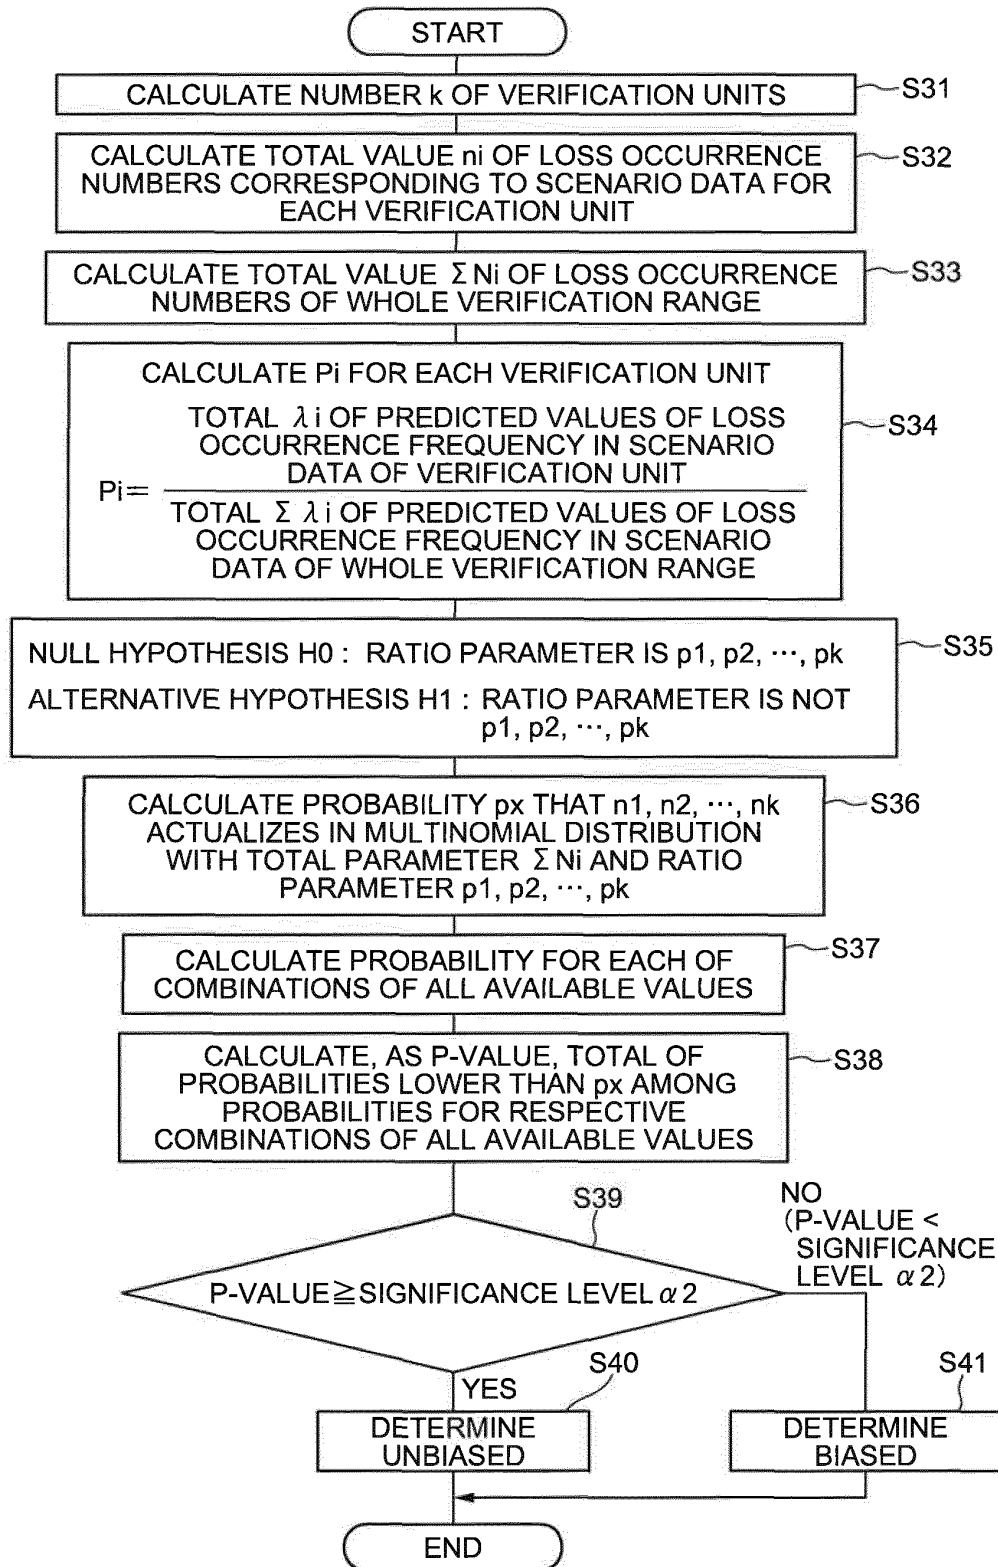 START
CALCULATE NUMBER k OF VERIFICATION UNITS
S31
CALCULATE TOTAL VALUE ni OF LOSS OCCURRENCE
NUMBERS CORRESPONDING TO SCENARIO DATA FOR
EACH VERIFICATION UNIT
S32
CALCULATE TOTAL VALUE ΣNi OF LOSS OCCURRENCE
NUMBERS OF WHOLE VERIFICATION RANGE
S33
CALCULATE Pi FOR EACH VERIFICATION UNIT
TOTAL λi OF PREDICTED VALUES OF LOSS
OCCURRENCE FREQUENCY IN SCENARIO
DATA OF VERIFICATION UNIT
Pi=
TOTAL Σλi OF PREDICTED VALUES OF LOSS
OCCURRENCE FREQUENCY IN SCENARIO
DATA OF WHOLE VERIFICATION RANGE
S34
NULL HYPOTHESIS H0 : RATIO PARAMETER IS p1, p2, ⋯, pk
ALTERNATIVE HYPOTHESIS H1 : RATIO PARAMETER IS NOT
p1, p2, ⋯, pk
S35
CALCULATE PROBABILITY px THAT n1, n2, ⋯, nk
ACTUALIZES IN MULTINOMIAL DISTRIBUTION
WITH TOTAL PARAMETER ΣNi AND RATIO
PARAMETER p1, p2, ⋯, pk
S36
CALCULATE PROBABILITY FOR EACH OF
COMBINATIONS OF ALL AVAILABLE VALUES
S37
CALCULATE, AS P-VALUE, TOTAL OF
PROBABILITIES LOWER THAN px AMONG
PROBABILITIES FOR RESPECTIVE
COMBINATIONS OF ALL AVAILABLE VALUES
S38
S39
P-VALUE≧SIGNIFICANCE LEVEL α2
NO
(P-VALUE <
SIGNIFICANCE
LEVEL α2)
YES
S40
DETERMINE
UNBIASED
S41
DETERMINE
BIASED
END